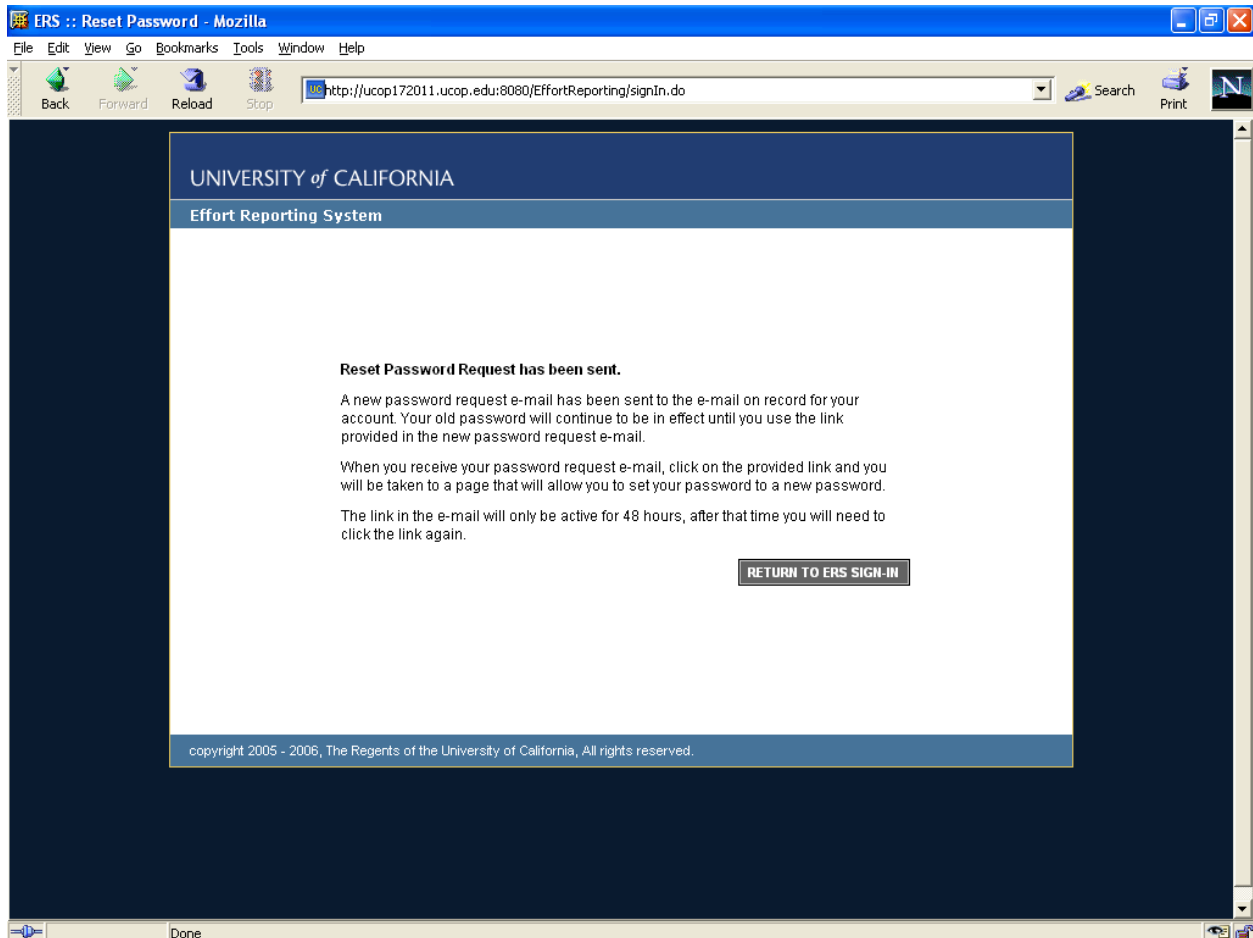 ERS :: Reset Password - Mozilla
File Edit View Go Bookmarks Tools Window Help
Back Forward Reload Stop UC http://ucop172011.ucop.edu:8080/EffortReporting/signIn.do Search Print N
UNIVERSITY of CALIFORNIA
Effort Reporting System
Reset Password Request has been sent.
A new password request e-mail has been sent to the e-mail on record for your
account. Your old password will continue to be in effect until you use the link
provided in the new password request e-mail.
When you receive your password request e-mail, click on the provided link and you
will be taken to a page that will allow you to set your password to a new password.
The link in the e-mail will only be active for 48 hours, after that time you will need to
click the link again.
RETURN TO ERS SIGN-IN
copyright 2005 - 2006, The Regents of the University of California, All rights reserved.
Done